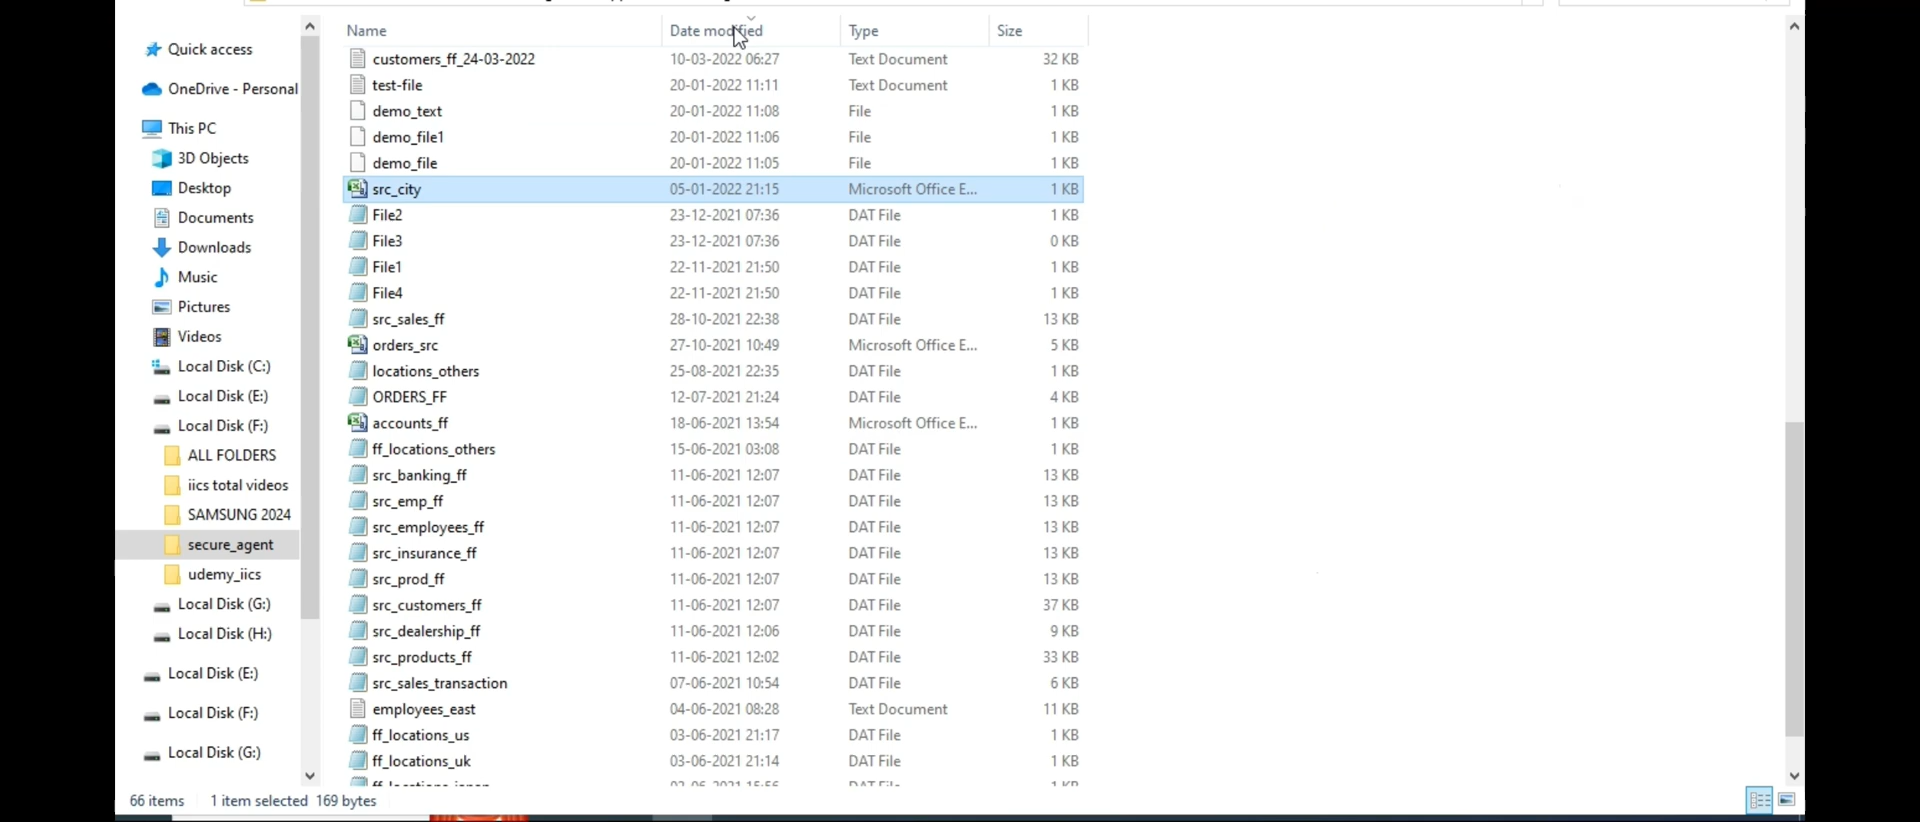 Name Date modified Type Size
Quick access
OneDrive - Personal
This PC
3D Objects
Desktop
Documents
Downloads
Music
Pictures
Videos
Local Disk (C:)
Local Disk (E:)
Local Disk (F:)
ALL FOLDERS
iics total videos
SAMSUNG 2024
secure_agent
udemy_iics
Local Disk (G:)
Local Disk (H:)
Local Disk (E:)
Local Disk (F:)
Local Disk (G:)
customers_ff_24-03-2022 10-03-2022 06:27 Text Document 32 KB
test-file 20-01-2022 11:11 Text Document 1 KB
demo_text 20-01-2022 11:08 File 1 KB
demo_file1 20-01-2022 11:06 File 1 KB
demo_file 20-01-2022 11:05 File 1 KB
src_city 05-01-2022 21:15 Microsoft Office E... 1 KB
File2 23-12-2021 07:36 DAT File 1 KB
File3 23-12-2021 07:36 DAT File 0 KB
File1 22-11-2021 21:50 DAT File 1 KB
File4 22-11-2021 21:50 DAT File 1 KB
src_sales_ff 28-10-2021 22:38 DAT File 13 KB
orders_src 27-10-2021 10:49 Microsoft Office E... 5 KB
locations_others 25-08-2021 22:35 DAT File 1 KB
ORDERS_FF 12-07-2021 21:24 DAT File 4 KB
accounts_ff 18-06-2021 13:54 Microsoft Office E... 1 KB
ff_locations_others 15-06-2021 03:08 DAT File 1 KB
src_banking_ff 11-06-2021 12:07 DAT File 13 KB
src_emp_ff 11-06-2021 12:07 DAT File 13 KB
src_employees_ff 11-06-2021 12:07 DAT File 13 KB
src_insurance_ff 11-06-2021 12:07 DAT File 13 KB
src_prod_ff 11-06-2021 12:07 DAT File 13 KB
src_customers_ff 11-06-2021 12:07 DAT File 37 KB
src_dealership_ff 11-06-2021 12:06 DAT File 9 KB
src_products_ff 11-06-2021 12:02 DAT File 33 KB
src_sales_transaction 07-06-2021 10:54 DAT File 6 KB
employees_east 04-06-2021 08:28 Text Document 11 KB
ff_locations_us 03-06-2021 21:17 DAT File 1 KB
ff_locations_uk 03-06-2021 21:14 DAT File 1 KB
66 items 1 item selected 169 bytes